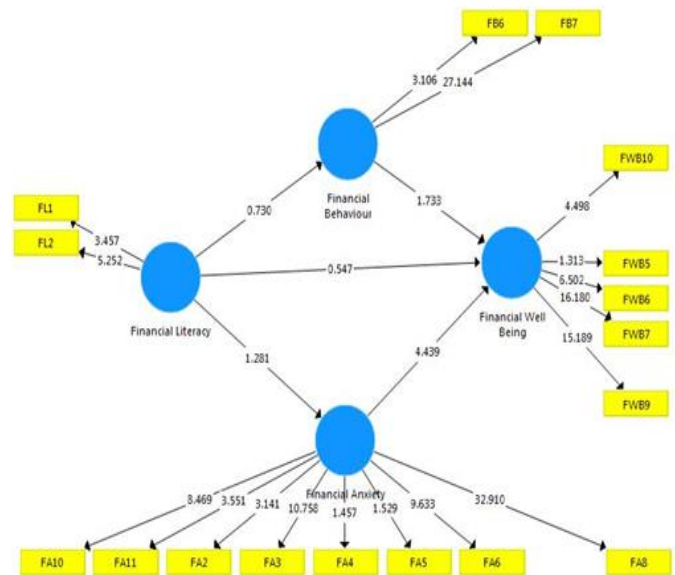 FB6
FB7
3.106
27.144
Financial
Behaviour
FWB10
FL1
FL2
3.457
5.252
0.730
1.733
4.498
0.547
1.313
6.502
16.180
15.189
FWB5
FWB6
FWB7
FWB9
Financial Literacy
Financial Well
Being
1.281
4.439
Financial Anxiety
8.469
3.551
3.141
10.758
1.457
1.529
9.633
32.910
FA10
FA11
FA2
FA3
FA4
FA5
FA6
FA8